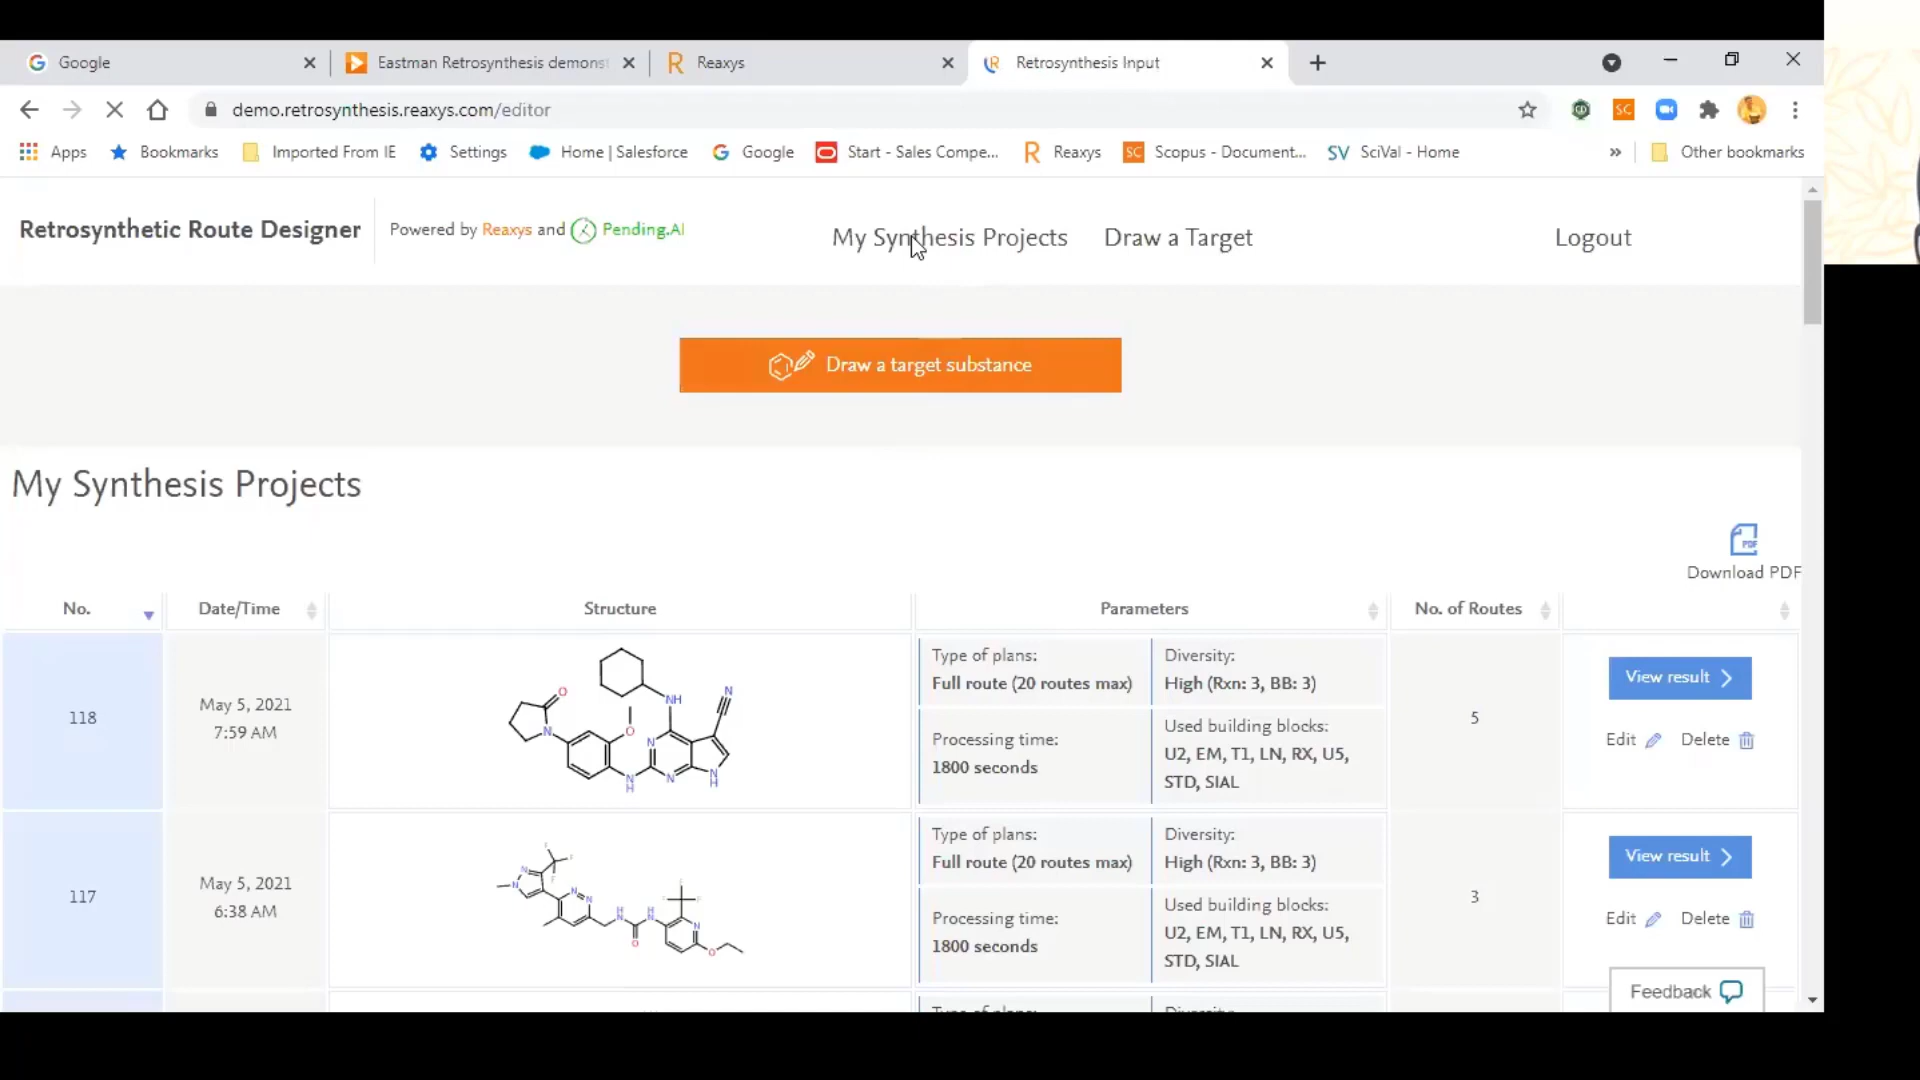 Google
Eastman Retrosynthesis demons
Reaxys
Retrosynthesis Input
demo.retrosynthesis.reaxys.com/editor
Apps
Bookmarks
Imported From IE
Settings
Home | Salesforce
Google
Start - Sales Compe...
Reaxys
Scopus - Document...
SciVal - Home
»
Other bookmarks
Retrosynthetic Route Designer
Powered by Reaxys and Pending.AI
My Synthesis Projects
Draw a Target
Logout
Draw a target substance
My Synthesis Projects
PDF
Download PDF
No.
Date/Time
Structure
Parameters
No. of Routes
118
May 5, 2021
7:59 AM
O
N
NH
N
O
N
N
N
H
N
H
Type of plans:
Full route (20 routes max)
Diversity:
High (Rxn: 3, BB: 3)
Processing time:
1800 seconds
Used building blocks:
U2, EM, T1, LN, RX, U5,
STD, SIAL
5
View result
Edit
Delete
117
May 5, 2021
6:38 AM
Type of plans:
Full route (20 routes max)
Diversity:
High (Rxn: 3, BB: 3)
Processing time:
1800 seconds
Used building blocks:
U2, EM, T1, LN, RX, U5,
STD, SIAL
3
View result
Edit
Delete
Feedback